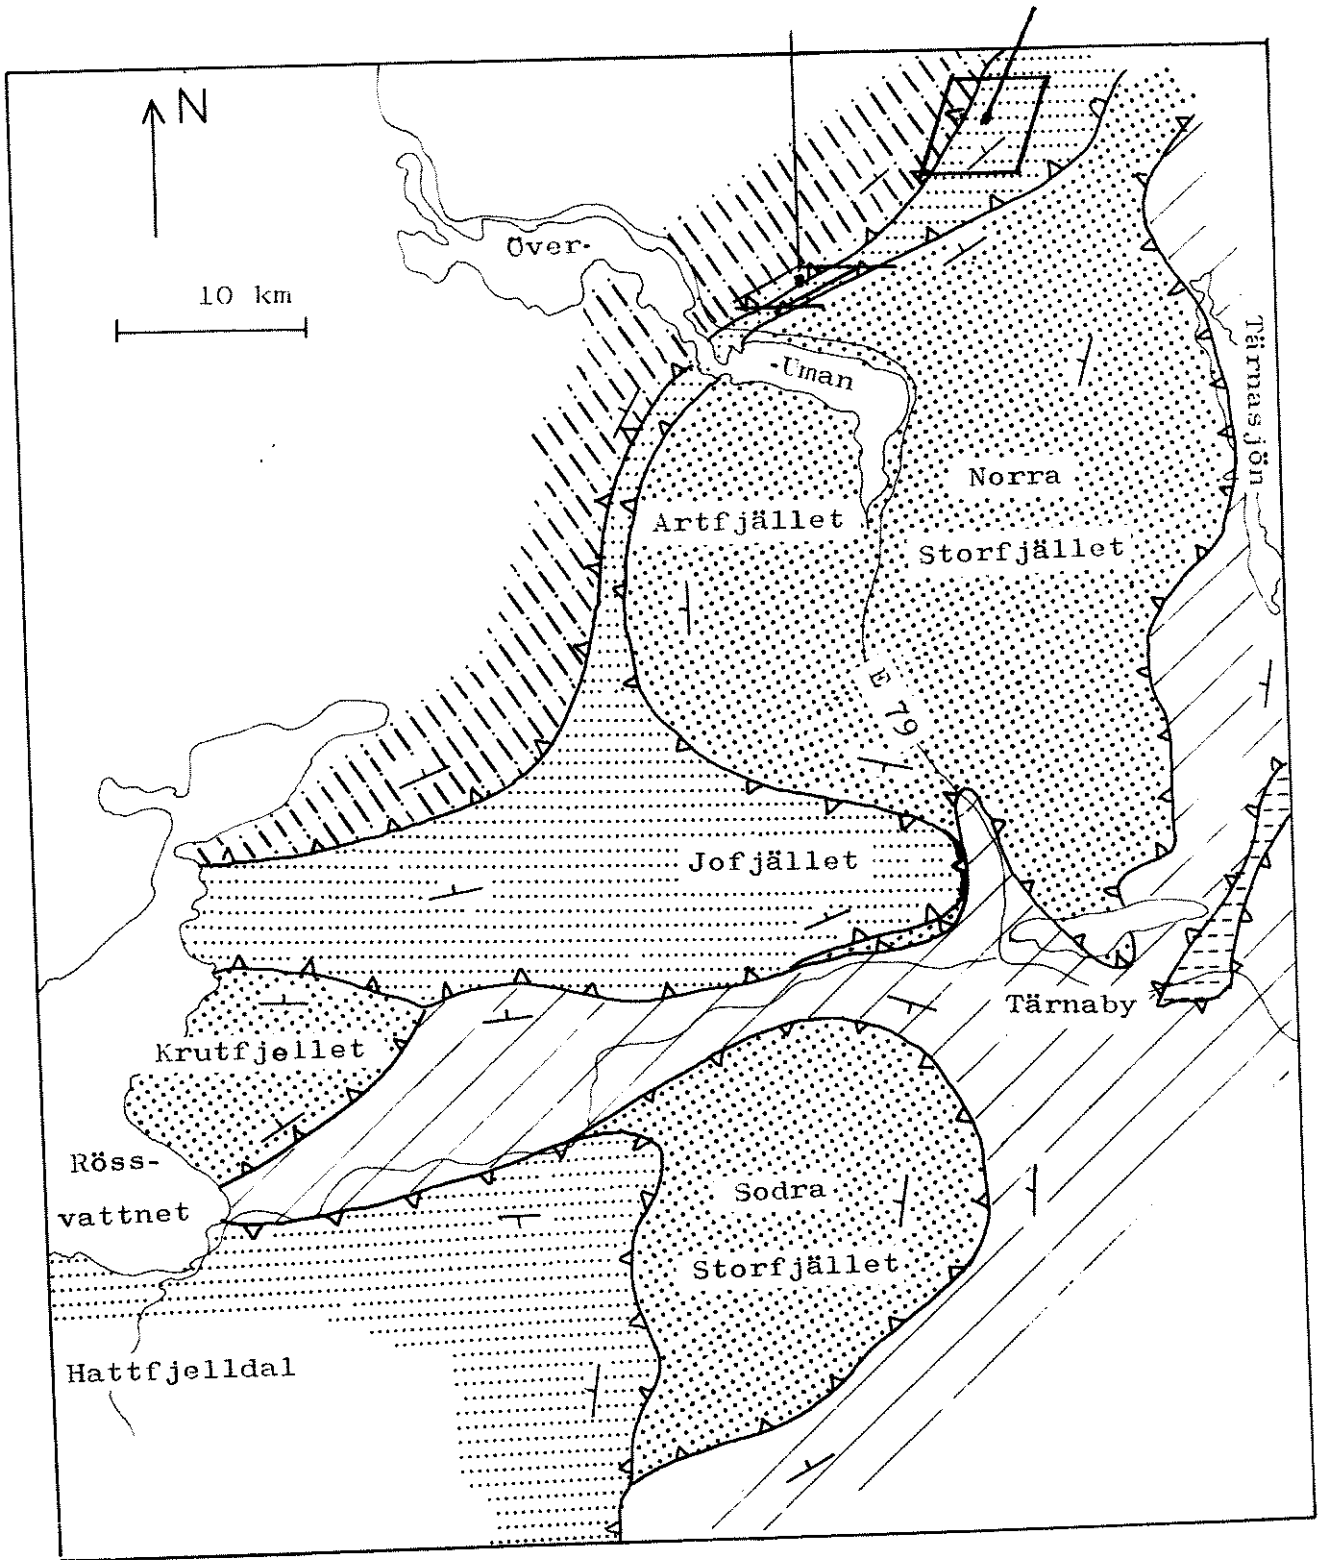 N
Över-
10 km
-Uman
Tärnasjön
Norra
Artfjället
Storfjället
E 79
Jofjället
Tärnaby
Krutfjellet
Röss-
vattnet
Sodra
Storfjället
Hattfjelldal